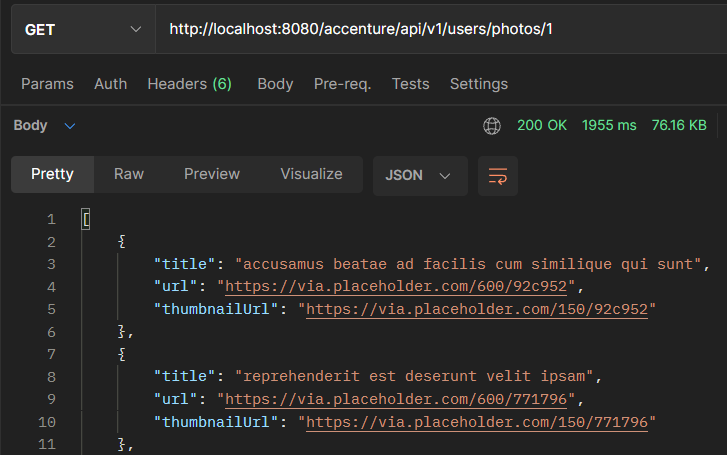 GET http://localhost:8080/accenture/api/v1/users/photos/1
Params Auth Headers (6) Body Pre-req. Tests Settings
Body 200 OK 1955 ms 76.16 KB
Pretty Raw Preview Visualize JSON
1 [
2 {
3 "title": "accusamus beatae ad facilis cum similique qui sunt",
4 "url": "https://via.placeholder.com/600/92c952",
5 "thumbnailUrl": "https://via.placeholder.com/150/92c952"
6 },
7 {
8 "title": "reprehenderit est deserunt velit ipsam",
9 "url": "https://via.placeholder.com/600/771796",
10 "thumbnailUrl": "https://via.placeholder.com/150/771796"
11 },